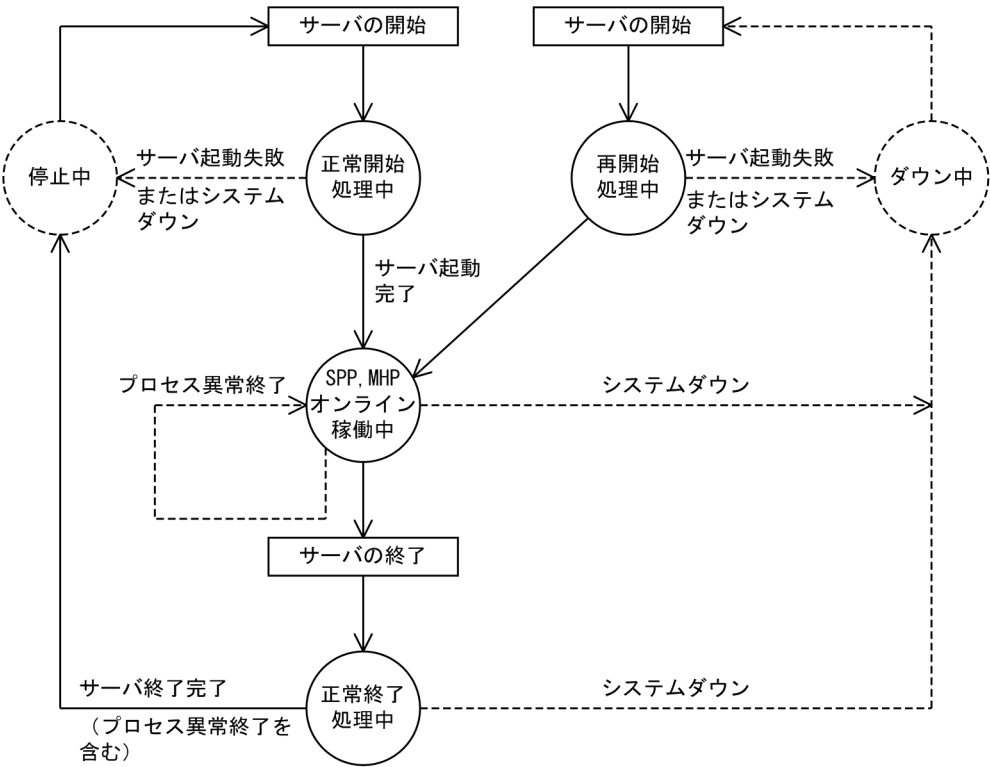 サーバの開始
サーバの開始
停止中
サーバ起動失敗
またはシステム
ダウン
正常開始
処理中
再開始
処理中
サーバ起動失敗
またはシステム
ダウン
ダウン中
サーバ起動
完了
プロセス異常終了
SPP,MHP
オンライン
稼働中
システムダウン
サーバの終了
サーバ終了完了
（プロセス異常終了を
含む）
正常終了
処理中
システムダウン